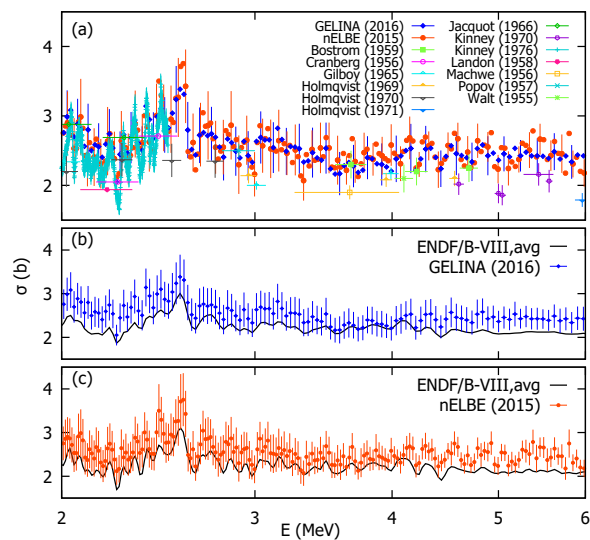 (a)
GELINA (2016)
nELBE (2015)
Bostrom (1959)
Cranberg (1956)
Gilboy (1965)
Holmqvist (1969)
Holmqvist (1970)
Holmqvist (1971)
Jacquot (1966)
Kinney (1970)
Kinney (1976)
Landon (1958)
Machwe (1956)
Popov (1957)
Walt (1955)
4
3
2
(b)
ENDF/B-VIII,avg
GELINA (2016)
4
3
2
σ (b)
(c)
ENDF/B-VIII,avg
nELBE (2015)
4
3
2
2 3 4 5 6
E (MeV)